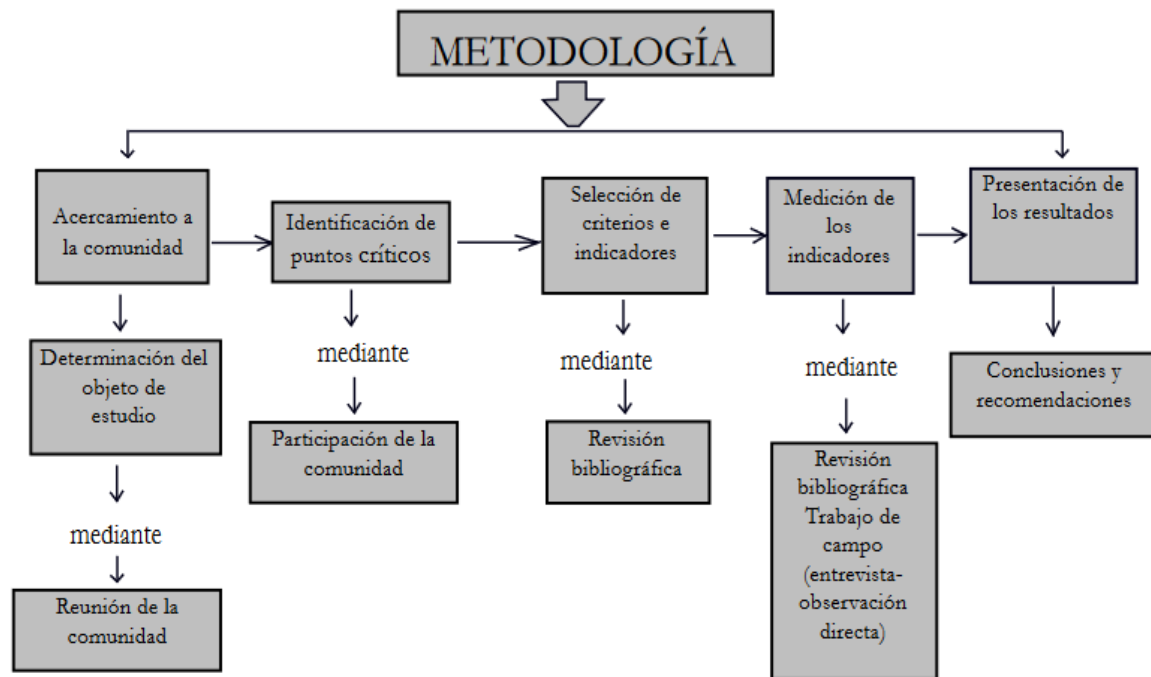 METODOLOGÍA
Acercamiento a
la comunidad
Identificación de
puntos críticos
Selección de
criterios e
indicadores
Medición de
los
indicadores
Presentación de
los resultados
Determinación del
objeto de
estudio
mediante
Participación de la
comunidad
mediante
Revisión
bibliográfica
mediante
Revisión
bibliográfica
Trabajo de
campo
(entrevista-
observación
directa)
Conclusiones y
recomendaciones
mediante
Reunión de la
comunidad